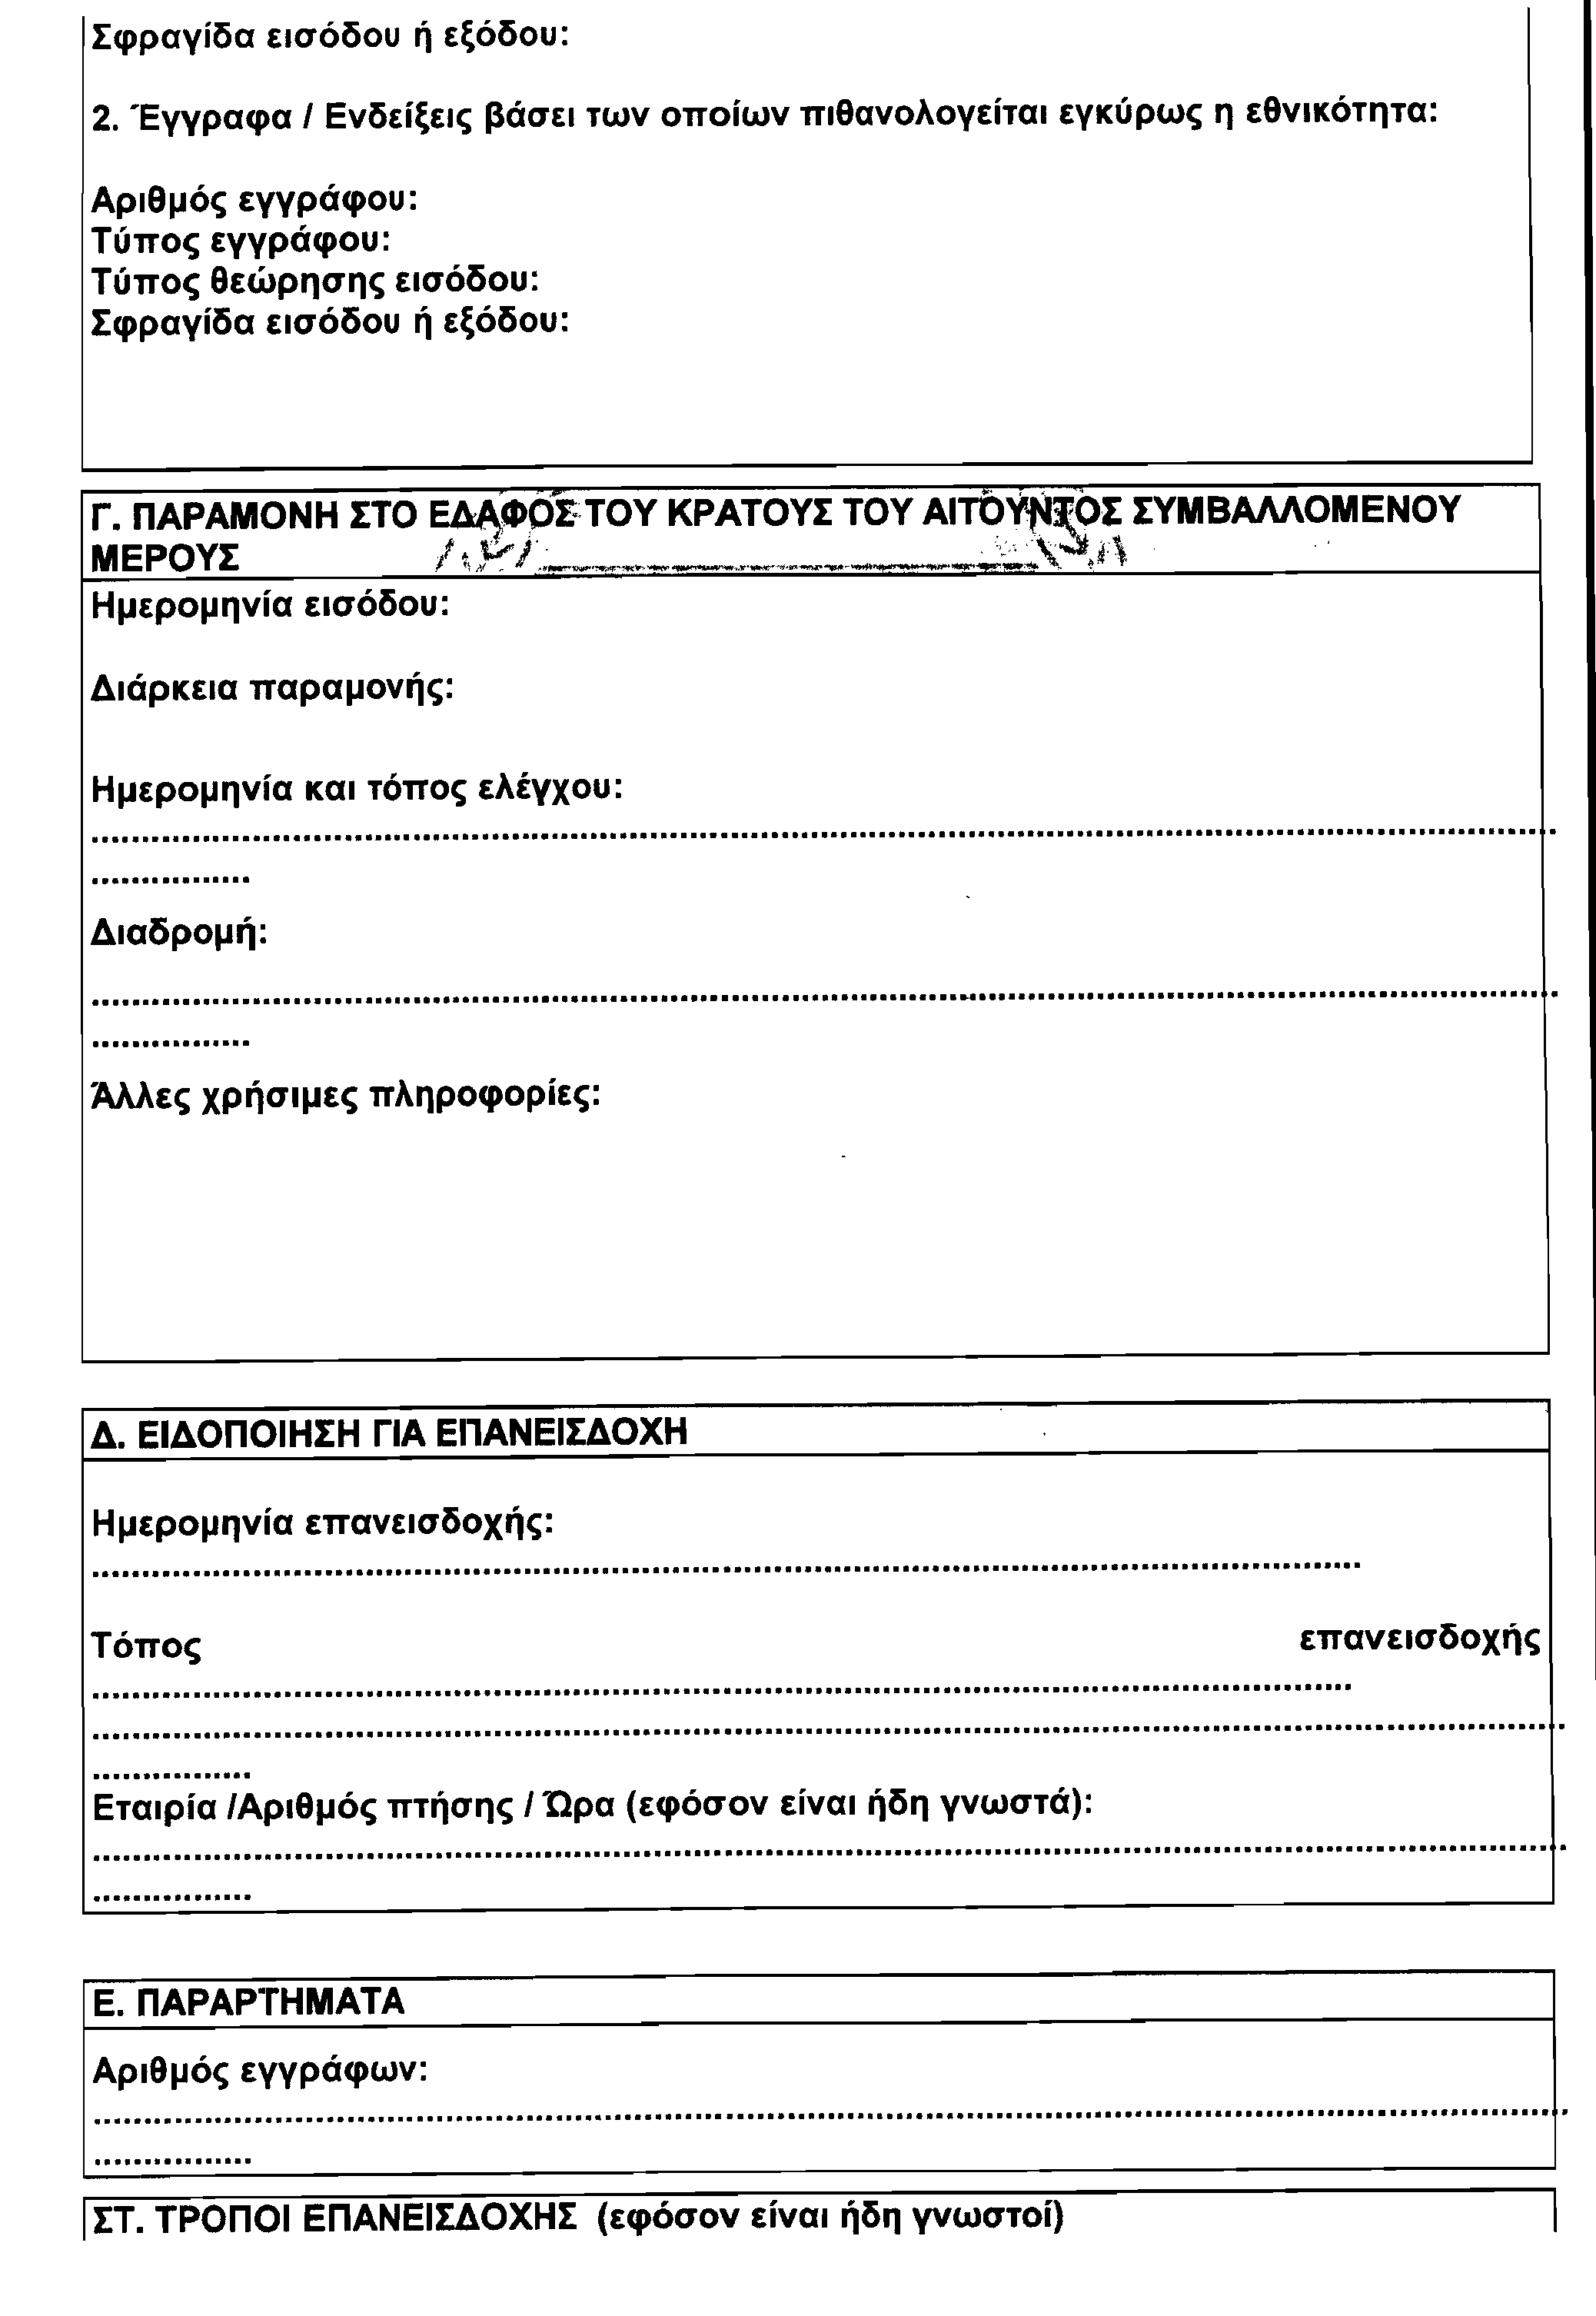 Σφραγίδα εισόδου ή εξόδου:
2. Έγγραφα / Ενδείξεις βάσει των οποίων πιθανολογείται εγκύρως η εθνικότητα:
Αριθμός εγγράφου:
Τύπος εγγράφου:
Τύπος θεώρησης εισόδου:
Σφραγίδα εισόδου ή εξόδου:
Γ. ΠΑΡΑΜΟΝΗ ΣΤΟ ΕΔΑΦΟΣ ΤΟΥ ΚΡΑΤΟΥΣ ΤΟΥ ΑΙΤΟΥΝΤΟΣ ΣΥΜΒΑΛΛΟΜΕΝΟΥ
ΜΕΡΟΥΣ
Ημερομηνία εισόδου:
Διάρκεια παραμονής:
Ημερομηνία και τόπος ελέγχου:
Διαδρομή:
Άλλες χρήσιμες πληροφορίες:
Δ. ΕΙΔΟΠΟΙΗΣΗ ΓΙΑ ΕΠΑΝΕΙΣΔΟΧΗ
Ημερομηνία επανεισδοχής:
Τόπος επανεισδοχής
Εταιρία /Αριθμός πτήσης / Ώρα (εφόσον είναι ήδη γνωστά):
Ε. ΠΑΡΑΡΤΗΜΑΤΑ
Αριθμός εγγράφων:
ΣΤ. ΤΡΟΠΟΙ ΕΠΑΝΕΙΣΔΟΧΗΣ (εφόσον είναι ήδη γνωστοί)